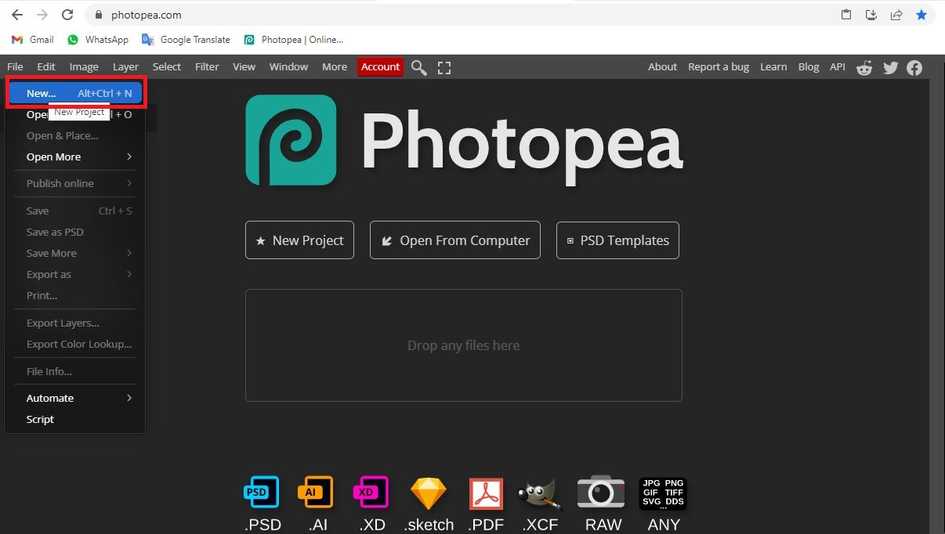 photopea.com
Gmail WhatsApp Google Translate Photopea | Online...
File Edit Image Layer Select Filter View Window More Account About Report a bug Learn Blog API
New... Alt+Ctrl + N
New Project
+ O
Open & Place...
Open More
Publish online
Save Ctrl + S
Save as PSD
Save More
Export as
Print...
Export Layers...
Export Color Lookup...
File Info...
Automate
Script
Photopea
New Project Open From Computer PSD Templates
Drop any files here
PSD AI XD JPG PNG
GIF TIFF
SVG DDS
...
.PSD .AI .XD .sketch .PDF .XCF RAW ANY